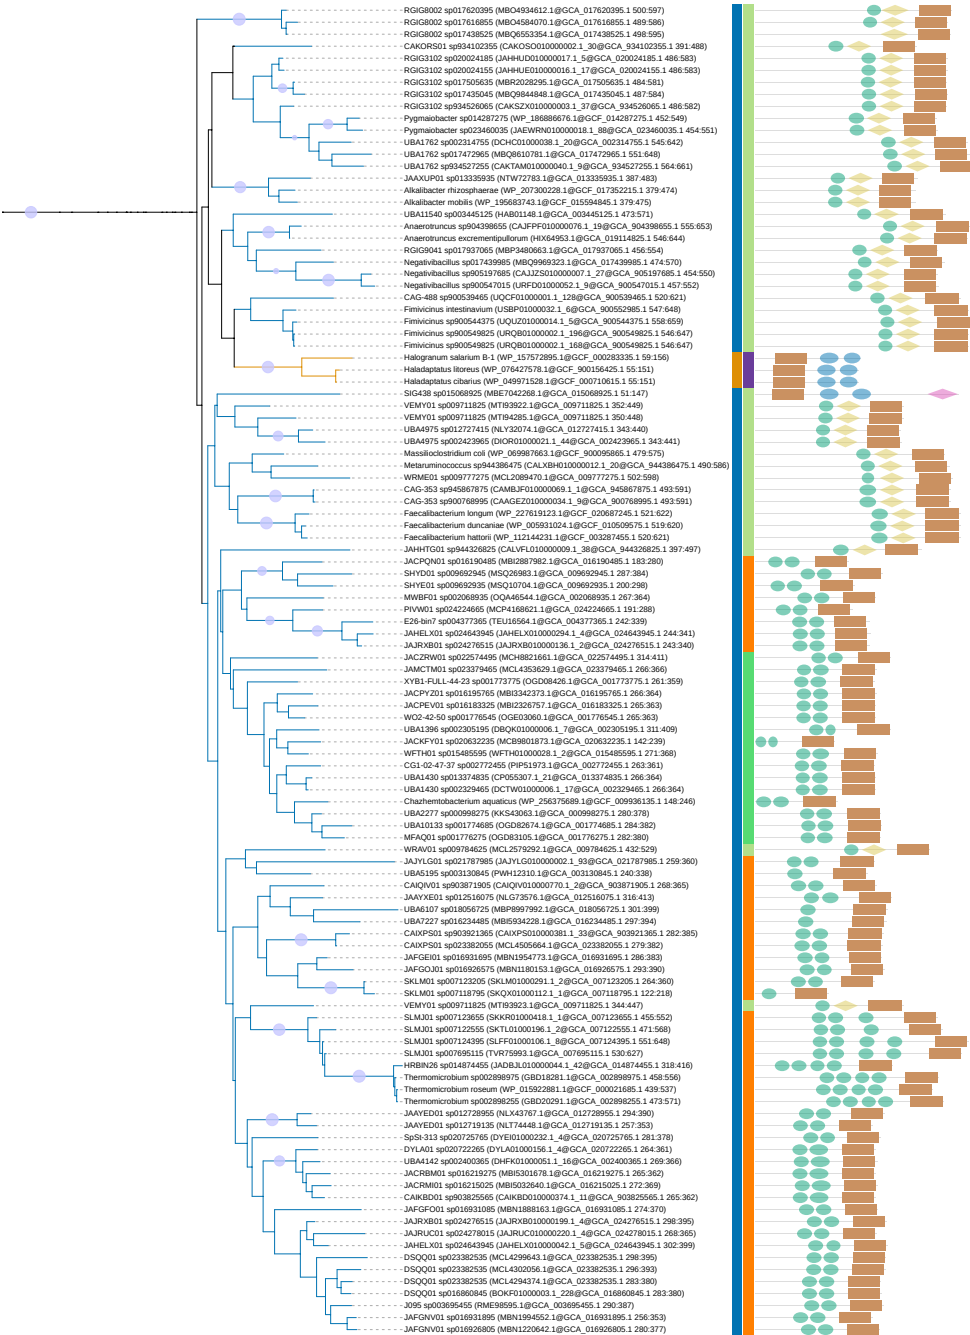 RGIG8002 sp017620395 (MBO4934612.1@GCA_017620395.1 500:597)
RGIG8002 sp017616855 (MBO4584070.1@GCA_017616855.1 489:586)
RGIG8002 sp017438525 (MBQ6553354.1@GCA_017438525.1 498:595)
CAKORS01 sp934102355 (CAKOSO010000002.1_30@GCA_934102355.1 391:488)
RGIG3102 sp020024185 (JAHHUD010000017.1_5@GCA_020024185.1 486:583)
RGIG3102 sp020024155 (JAHHUE010000016.1_17@GCA_020024155.1 486:583)
RGIG3102 sp017505635 (MBR2028295.1@GCA_017505635.1 484:581)
RGIG3102 sp017435045 (MBQ9844848.1@GCA_017435045.1 487:584)
RGIG3102 sp934526065 (CAKSZX010000003.1_37@GCA_934526065.1 486:582)
Pygmaiobacter sp014287275 (WP_186886676.1@GCF_014287275.1 452:549)
Pygmaiobacter sp023460035 (JAEWRN010000018.1_88@GCA_023460035.1 454:551)
UBA1762 sp002314755 (DCHC01000038.1_20@GCA_002314755.1 545:642)
UBA1762 sp017472965 (MBQ8610781.1@GCA_017472965.1 551:648)
UBA1762 sp934527255 (CAKTAM010000040.1_9@GCA_934527255.1 564:661)
JAAXUP01 sp013335935 (NTW72783.1@GCA_013335935.1 387:483)
Alkalibacter rhizosphaerae (WP_207300228.1@GCF_017352215.1 379:474)
Alkalibacter mobilis (WP_195683743.1@GCF_015594845.1 379:475)
UBA11540 sp003445125 (HAB01148.1@GCA_003445125.1 473:571)
Anaerotruncus sp904398655 (CAJFPF010000076.1_19@GCA_904398655.1 555:653)
Anaerotruncus excrementipullorum (HIX64953.1@GCA_019114825.1 546:644)
RGIG9041 sp017937065 (MBP3480663.1@GCA_017937065.1 456:554)
Negativibacillus sp017439985 (MBQ9969323.1@GCA_017439985.1 474:570)
Negativibacillus sp905197685 (CAJJZS010000007.1_27@GCA_905197685.1 454:550)
Negativibacillus sp900547015 (URFD01000052.1_9@GCA_900547015.1 457:552)
CAG-488 sp900539465 (UQCF01000001.1_128@GCA_900539465.1 520:621)
Fimivicinus intestinavium (USBP01000032.1_6@GCA_900552985.1 547:648)
Fimivicinus sp900544375 (UQUZ01000014.1_5@GCA_900544375.1 558:659)
Fimivicinus sp900549825 (URQB01000002.1_196@GCA_900549825.1 546:647)
Fimivicinus sp900549825 (URQB01000002.1_168@GCA_900549825.1 546:647)
Halogranum salarium B-1 (WP_157572895.1@GCF_000283335.1 59:156)
Haladaptatus litoreus (WP_076427578.1@GCF_900156425.1 55:151)
Haladaptatus cibarius (WP_049971528.1@GCF_000710615.1 55:151)
SIG438 sp015068925 (MBE7042268.1@GCA_015068925.1 51:147)
VEMY01 sp009711825 (MTI93922.1@GCA_009711825.1 352:449)
VEMY01 sp009711825 (MTI94285.1@GCA_009711825.1 350:448)
UBA4975 sp012727415 (NLY32074.1@GCA_012727415.1 343:440)
UBA4975 sp002423965 (DIOR01000021.1_44@GCA_002423965.1 343:441)
Massilioclostridium coli (WP_069987663.1@GCF_900095865.1 479:575)
Metaruminococcus sp944386475 (CALXBH010000012.1_20@GCA_944386475.1 490:586)
WRME01 sp009777275 (MCL2089470.1@GCA_009777275.1 502:598)
CAG-353 sp945867875 (CAMBJF010000069.1_1@GCA_945867875.1 493:591)
CAG-353 sp900768995 (CAAGEZ010000034.1_9@GCA_900768995.1 493:591)
Faecalibacterium longum (WP_227619123.1@GCF_020687245.1 521:622)
Faecalibacterium duncaniae (WP_005931024.1@GCF_010509575.1 519:620)
Faecalibacterium hattorii (WP_112144231.1@GCF_003287455.1 520:621)
JAHHTG01 sp944326825 (CALVFL010000009.1_38@GCA_944326825.1 397:497)
JACPQN01 sp016190485 (MBI2887982.1@GCA_016190485.1 183:280)
SHYD01 sp009692945 (MSQ26983.1@GCA_009692945.1 287:384)
SHYE01 sp009692935 (MSQ10704.1@GCA_009692935.1 200:298)
MWBF01 sp002068935 (OQA46544.1@GCA_002068935.1 267:364)
PIVW01 sp024224665 (MCP4168621.1@GCA_024224665.1 191:288)
E26-bin7 sp004377365 (TEU16564.1@GCA_004377365.1 242:339)
JAHELX01 sp024643945 (JAHELX010000294.1_4@GCA_024643945.1 244:341)
JAJRXB01 sp024276515 (JAJRXB010000136.1_2@GCA_024276515.1 243:340)
JACZRW01 sp022574495 (MCH8821661.1@GCA_022574495.1 314:411)
JAMCTM01 sp023379465 (MCL4353629.1@GCA_023379465.1 266:366)
XYB1-FULL-44-23 sp001773775 (OGD08426.1@GCA_001773775.1 261:359)
JACPYZ01 sp016195765 (MBI3342373.1@GCA_016195765.1 266:364)
JACPEV01 sp016183325 (MBI2326757.1@GCA_016183325.1 265:363)
WO2-42-50 sp001776545 (OGE03060.1@GCA_001776545.1 265:363)
UBA1396 sp002305195 (DBQK01000006.1_7@GCA_002305195.1 311:409)
JACKFY01 sp020632235 (MCB9801873.1@GCA_020632235.1 142:239)
WFTH01 sp015485595 (WFTH01000028.1_2@GCA_015485595.1 271:368)
CG1-02-47-37 sp002772455 (PIP51973.1@GCA_002772455.1 263:361)
UBA1430 sp013374835 (CP055307.1_21@GCA_013374835.1 266:364)
UBA1430 sp002329465 (DCTW01000006.1_17@GCA_002329465.1 266:364)
Chazhemtobacterium aquaticus (WP_256375689.1@GCF_009936135.1 148:246)
UBA2277 sp000998275 (KKS43063.1@GCA_000998275.1 280:378)
UBA10133 sp001774685 (OGD82674.1@GCA_001774685.1 284:382)
MFAQ01 sp001776275 (OGD83105.1@GCA_001776275.1 282:380)
WRAV01 sp009784625 (MCL2579292.1@GCA_009784625.1 432:529)
JAJYLG01 sp021787985 (JAJYLG010000002.1_93@GCA_021787985.1 259:360)
UBA5195 sp003130845 (PWH12310.1@GCA_003130845.1 240:338)
CAIQIV01 sp903871905 (CAIQIV010000770.1_2@GCA_903871905.1 268:365)
JAAYXE01 sp012516075 (NLG73576.1@GCA_012516075.1 316:413)
UBA6107 sp018056725 (MBP8997992.1@GCA_018056725.1 301:399)
UBA7227 sp016234485 (MBI5934228.1@GCA_016234485.1 297:394)
CAIXPS01 sp903921365 (CAIXPS010000381.1_33@GCA_903921365.1 282:385)
CAIXPS01 sp023382055 (MCL4505664.1@GCA_023382055.1 279:382)
JAFGEI01 sp016931695 (MBN1954773.1@GCA_016931695.1 286:383)
JAFGOJ01 sp016926575 (MBN1180153.1@GCA_016926575.1 293:390)
SKLM01 sp007123205 (SKLM01000291.1_2@GCA_007123205.1 264:360)
SKLM01 sp007118795 (SKQX01000112.1_1@GCA_007118795.1 122:218)
VEMY01 sp009711825 (MTI93923.1@GCA_009711825.1 344:447)
SLMJ01 sp007123655 (SKKR01000418.1_1@GCA_007123655.1 455:552)
SLMJ01 sp007122555 (SKTL01000196.1_2@GCA_007122555.1 471:568)
SLMJ01 sp007124395 (SLFF01000106.1_8@GCA_007124395.1 551:648)
SLMJ01 sp007695115 (TVR75993.1@GCA_007695115.1 530:627)
HRBIN26 sp014874455 (JADBJL010000044.1_42@GCA_014874455.1 318:416)
Thermomicrobium sp002898975 (GBD18281.1@GCA_002898975.1 458:556)
Thermomicrobium roseum (WP_015922881.1@GCF_000021685.1 439:537)
Thermomicrobium sp002898255 (GBD20291.1@GCA_002898255.1 473:571)
JAAYED01 sp012728955 (NLX43767.1@GCA_012728955.1 294:390)
JAAYED01 sp012719135 (NLT74448.1@GCA_012719135.1 257:353)
SpSt-313 sp020725765 (DYEI01000232.1_4@GCA_020725765.1 281:378)
DYLA01 sp020722265 (DYLA01000156.1_4@GCA_020722265.1 264:361)
UBA4142 sp002400365 (DHFK01000051.1_16@GCA_002400365.1 269:366)
JACRBM01 sp016219275 (MBI5301678.1@GCA_016219275.1 265:362)
JACRMI01 sp016215025 (MBI5032640.1@GCA_016215025.1 272:369)
CAIKBD01 sp903825565 (CAIKBD010000374.1_11@GCA_903825565.1 265:362)
JAFGFO01 sp016931085 (MBN1888163.1@GCA_016931085.1 274:370)
JAJRXB01 sp024276515 (JAJRXB010000199.1_4@GCA_024276515.1 298:395)
JAJRUC01 sp024278015 (JAJRUC010000220.1_4@GCA_024278015.1 268:365)
JAHELX01 sp024643945 (JAHELX010000042.1_5@GCA_024643945.1 302:399)
DSQQ01 sp023382535 (MCL4299643.1@GCA_023382535.1 298:395)
DSQQ01 sp023382535 (MCL4302056.1@GCA_023382535.1 296:393)
DSQQ01 sp023382535 (MCL4294374.1@GCA_023382535.1 283:380)
DSQQ01 sp016860845 (BOKF01000003.1_228@GCA_016860845.1 283:380)
J095 sp003695455 (RME98595.1@GCA_003695455.1 290:387)
JAFGNV01 sp016931895 (MBN1994552.1@GCA_016931895.1 256:353)
JAFGNV01 sp016926805 (MBN1220642.1@GCA_016926805.1 280:377)